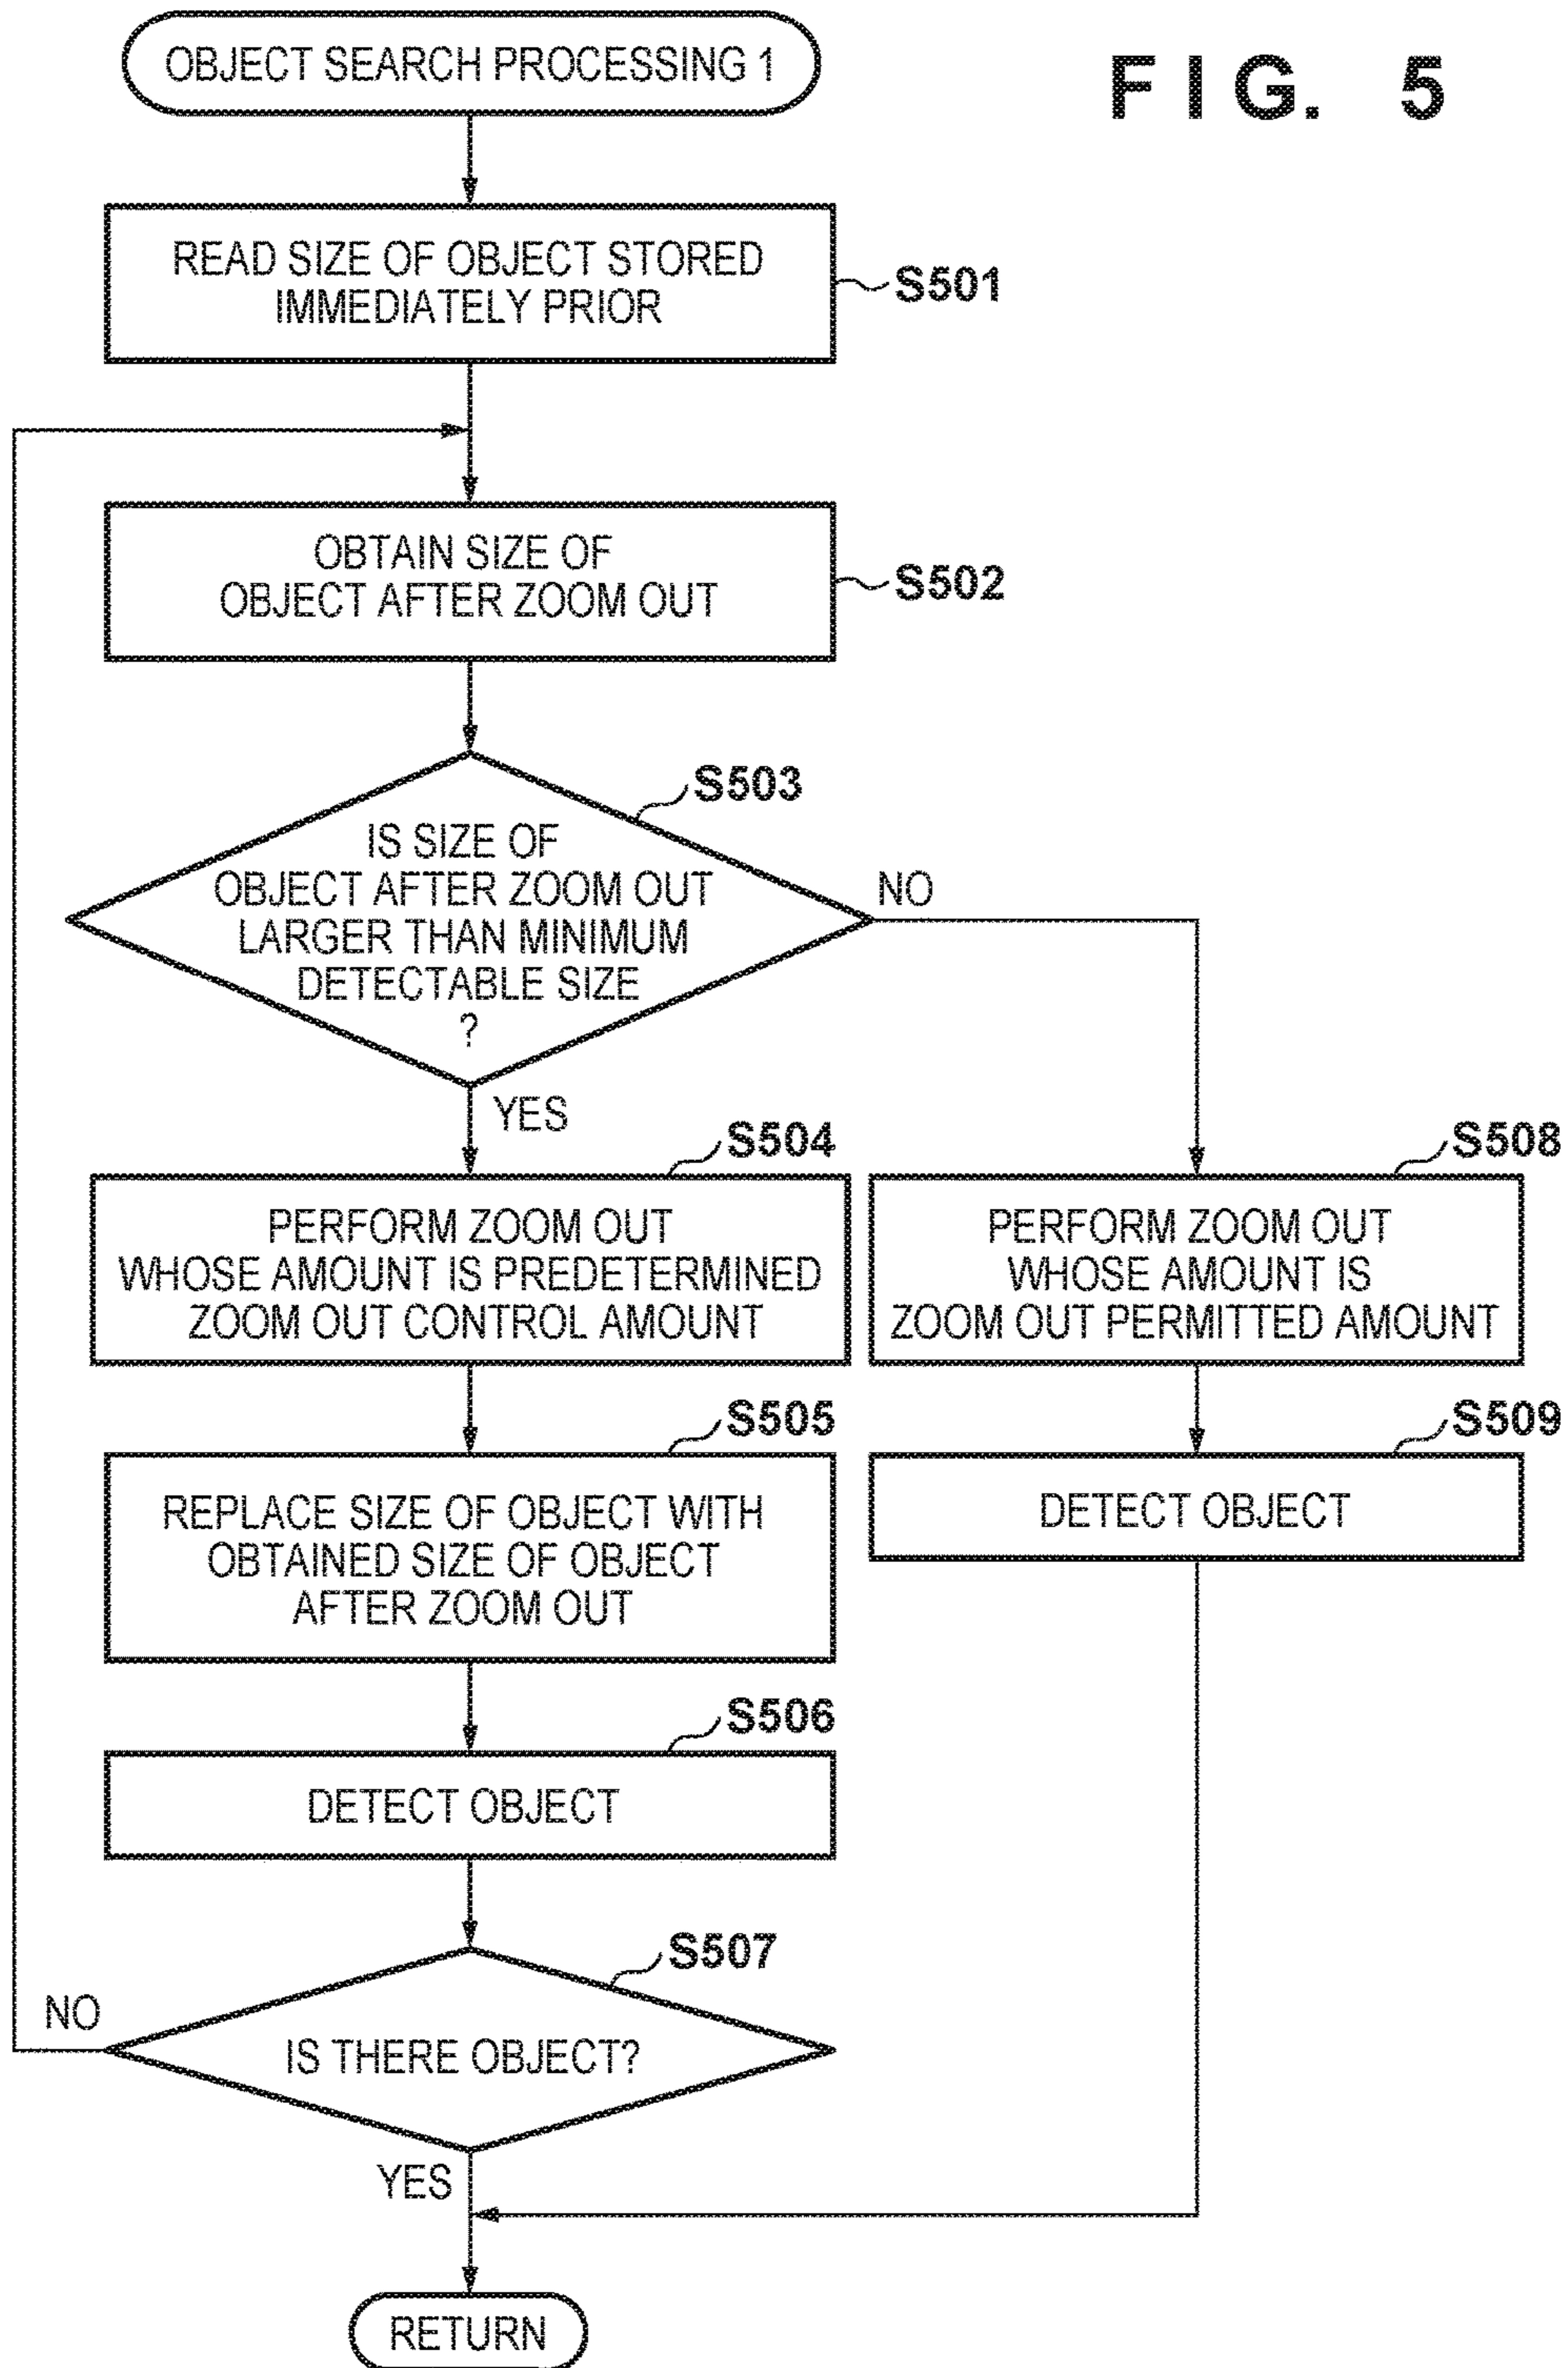 OBJECT SEARCH PROCESSING 1
FIG. 5
READ SIZE OF OBJECT STORED
IMMEDIATELY PRIOR
S501
OBTAIN SIZE OF
OBJECT AFTER ZOOM OUT
S502
S503
IS SIZE OF
OBJECT AFTER ZOOM OUT
LARGER THAN MINIMUM
DETECTABLE SIZE
?
NO
YES
S504
PERFORM ZOOM OUT
WHOSE AMOUNT IS PREDETERMINED
ZOOM OUT CONTROL AMOUNT
S508
PERFORM ZOOM OUT
WHOSE AMOUNT IS
ZOOM OUT PERMITTED AMOUNT
S505
REPLACE SIZE OF OBJECT WITH
OBTAINED SIZE OF OBJECT
AFTER ZOOM OUT
S509
DETECT OBJECT
S506
DETECT OBJECT
S507
IS THERE OBJECT?
NO
YES
RETURN